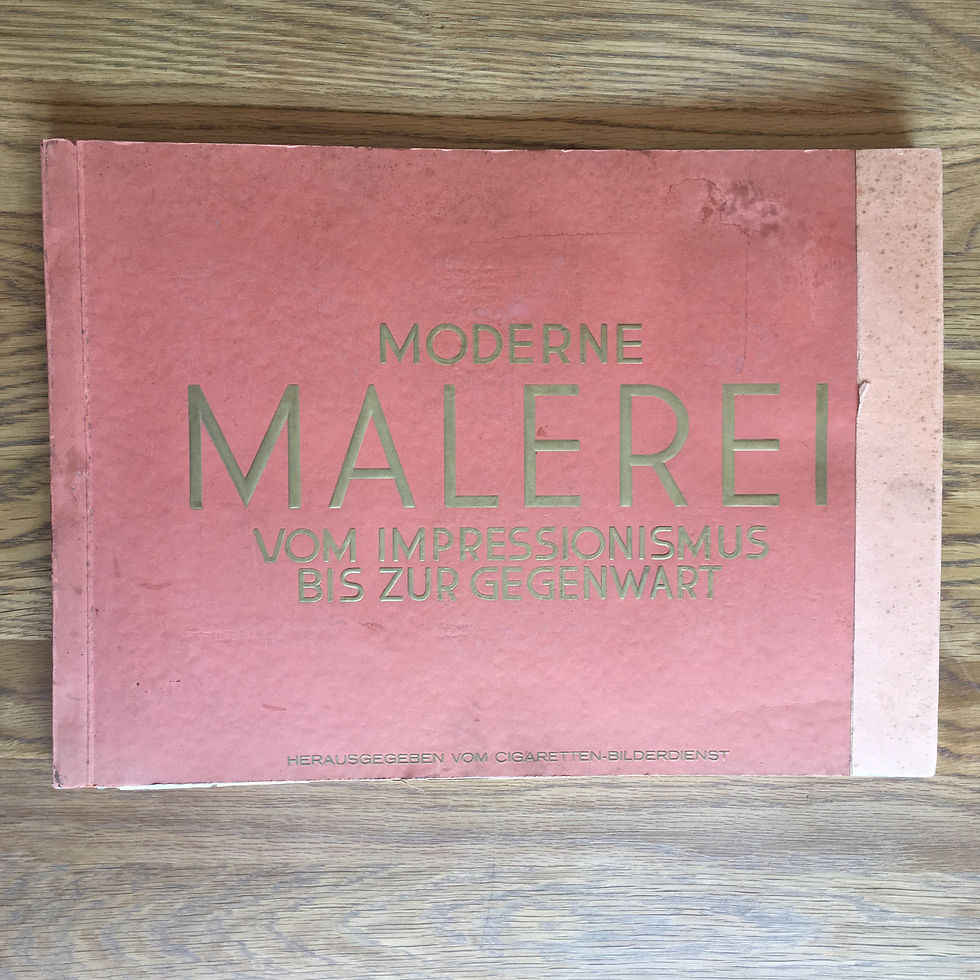 MODERNE
MALEREI
VOM IMPRESSIONISMUS
BIS ZUR GEGENWART
HERAUSGEGEBEN VOM CIGARETTEN-BILDERDIENST